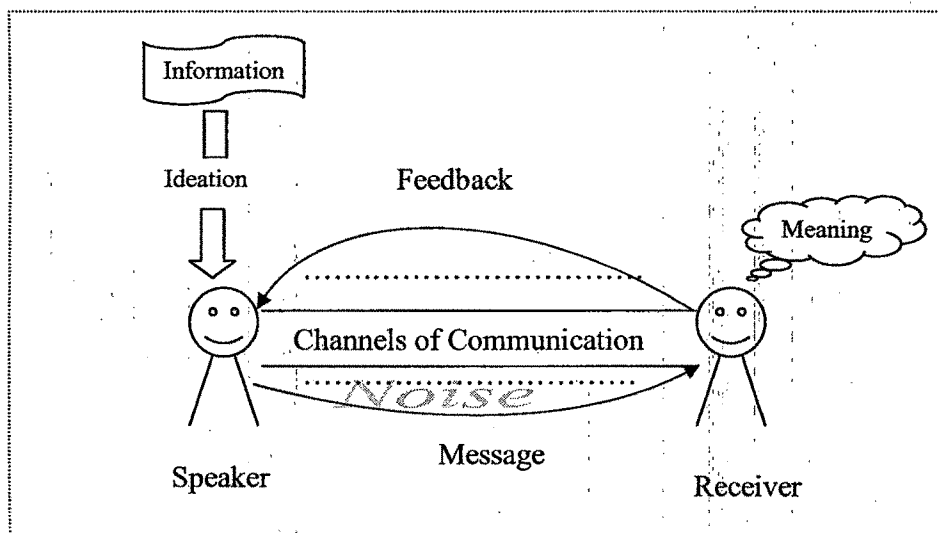 Information
Ideation
Feedback
Meaning
Channels of Communication
Noise
Message
Speaker
Receiver